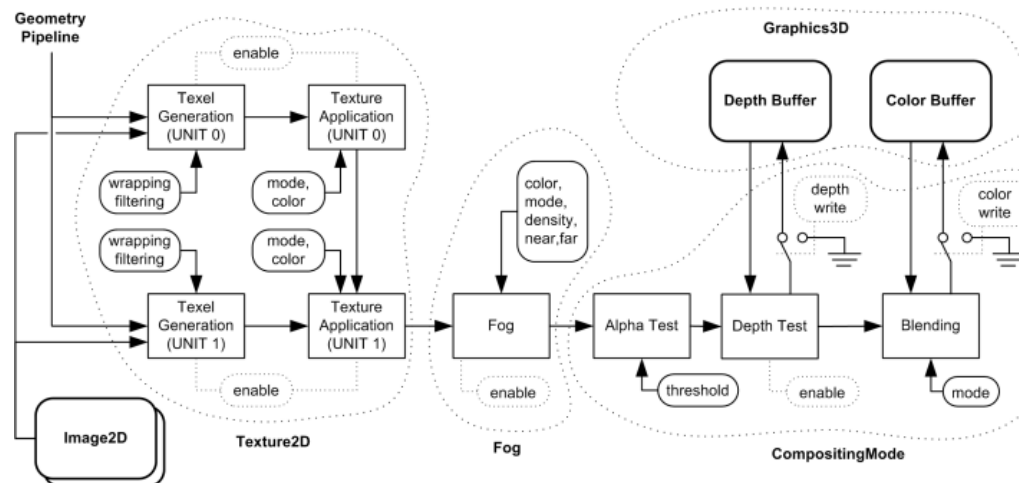 Geometry
Pipeline
enable
Texel
Generation
(UNIT 0)
Texture
Application
(UNIT 0)
wrapping
filtering
mode,
color
wrapping
filtering
mode,
color
Texel
Generation
(UNIT 1)
Texture
Application
(UNIT 1)
enable
Image2D
Texture2D
color,
mode,
density,
near,far
Fog
enable
Fog
Graphics3D
Depth Buffer
Color Buffer
depth
write
color
write
Alpha Test
Depth Test
Blending
threshold
enable
mode
CompositingMode